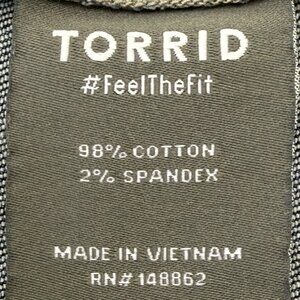 TORRID
#FeelTheFit
98% COTTON
2% SPANDEX
MADE IN VIETNAM
RN# 148862